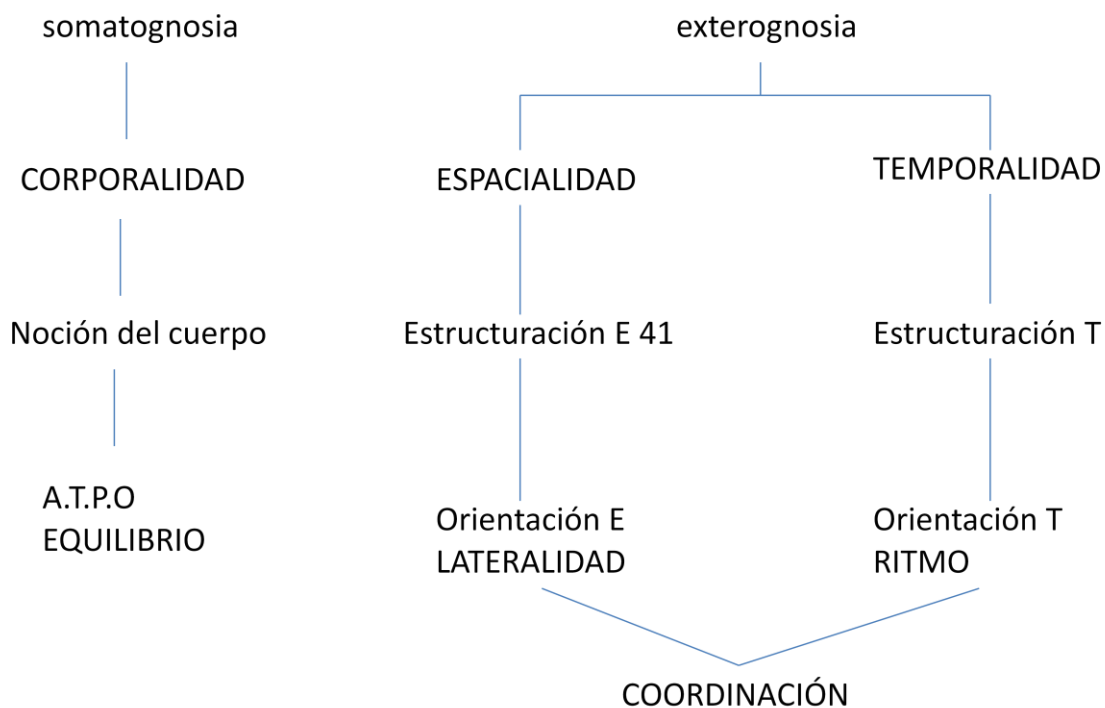 somatognosia
exterognosia
CORPORALIDAD
ESPACIALIDAD
TEMPORALIDAD
Noción del cuerpo
Estructuración E 41
Estructuración T
A.T.P.O
EQUILIBRIO
Orientación E
LATERALIDAD
Orientación T
RITMO
COORDINACIÓN